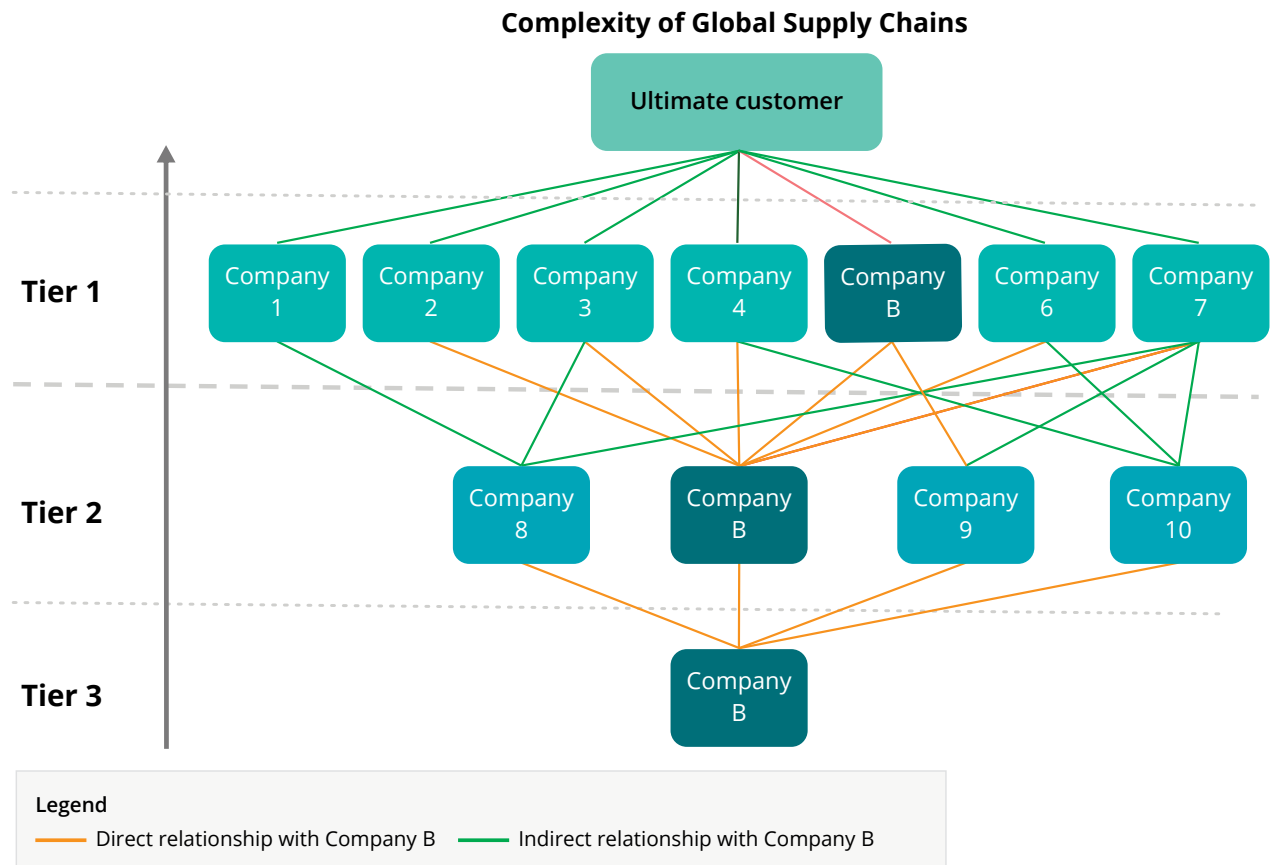 Complexity of Global Supply Chains
Ultimate customer
Tier 1
Company
1
Company
2
Company
3
Company
4
Company
B
Company
6
Company
7
Tier 2
Company
8
Company
B
Company
9
Company
10
Tier 3
Company
B
Legend
Direct relationship with Company B
Indirect relationship with Company B